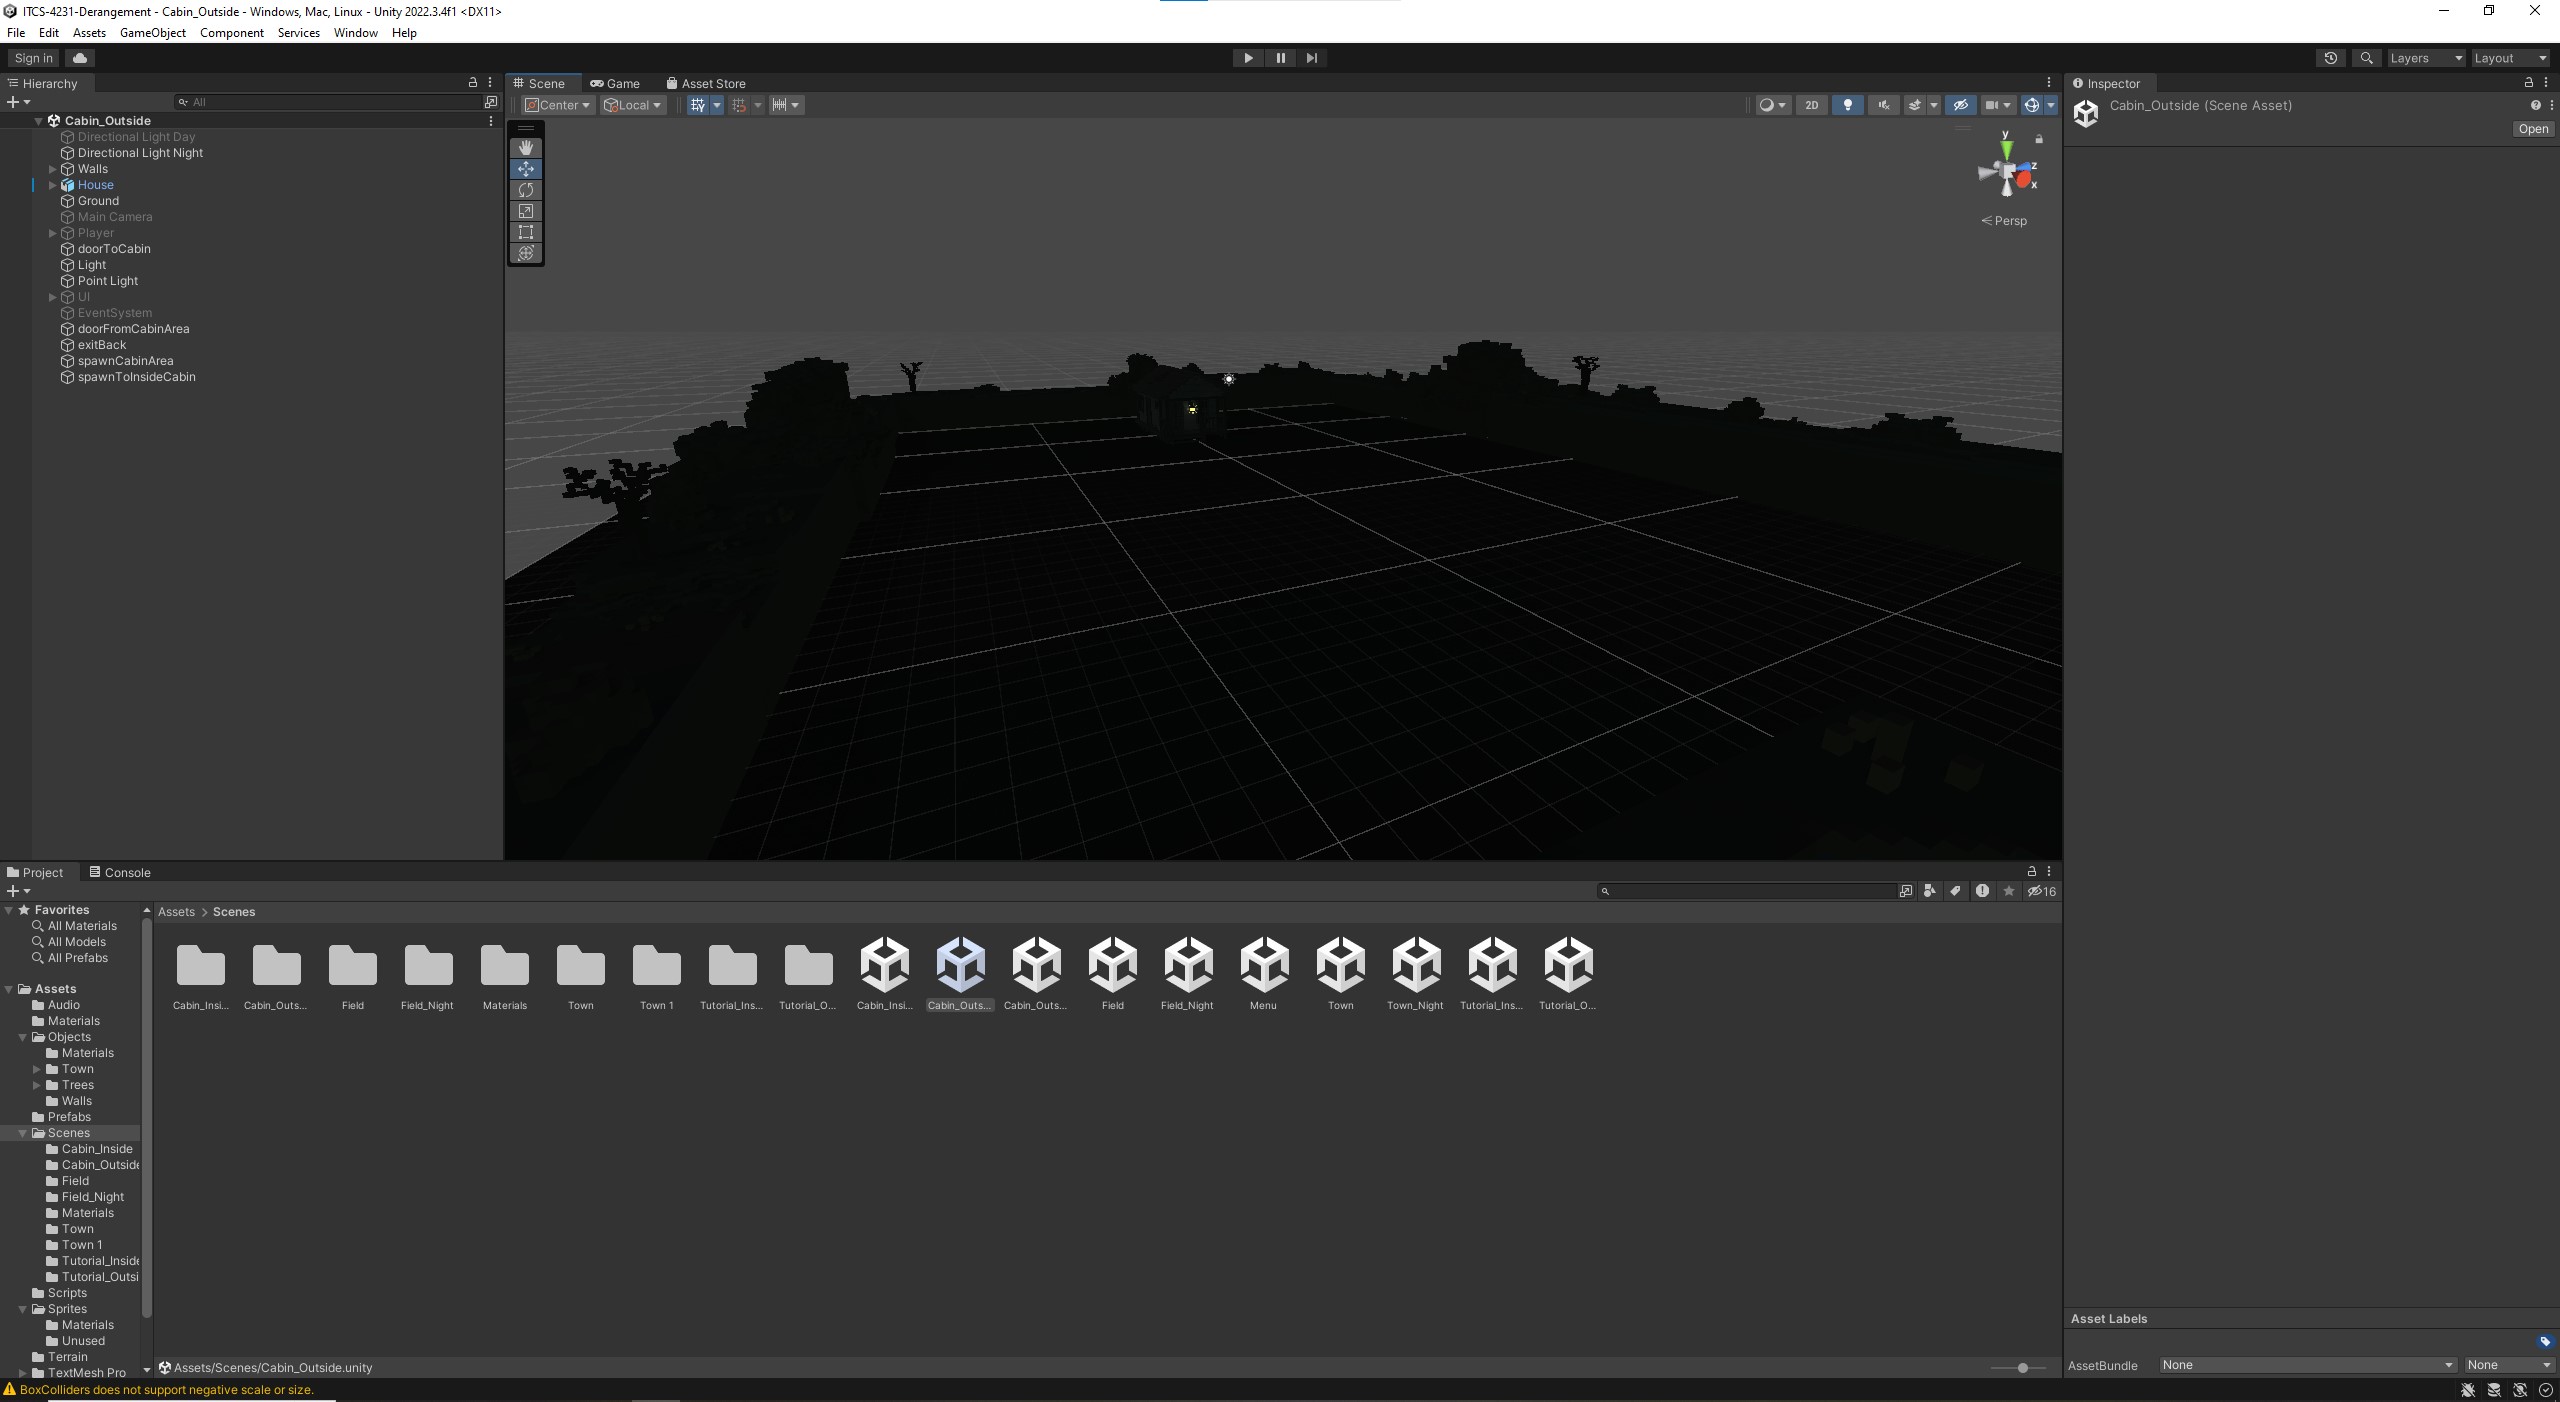 ITCS-4231-Derangement - Cabin_Outside - Windows, Mac, Linux - Unity 2022.3.4f1 <DX11>
File Edit Assets GameObject Component Services Window Help
Sign in
Layers
Layout
Hierarchy
All
Cabin_Outside
Directional Light Day
Directional Light Night
Walls
House
Ground
Main Camera
Player
doorToCabin
Light
Point Light
UI
EventSystem
doorFromCabinArea
exitBack
spawnCabinArea
spawnToInsideCabin
Scene Game Asset Store
Center Local
2D
y
z
x
Persp
Inspector
Cabin_Outside (Scene Asset)
Open
Project Console
16
Favorites
All Materials
All Models
All Prefabs
Assets
Audio
Materials
Objects
Materials
Town
Trees
Walls
Prefabs
Scenes
Cabin_Inside
Cabin_Outside
Field
Field_Night
Materials
Town
Town 1
Tutorial_Inside
Tutorial_Outsi
Scripts
Sprites
Materials
Unused
Terrain
TextMesh Pro
Assets > Scenes
Cabin_Insi... Cabin_Outs... Field Field_Night Materials Town Town 1 Tutorial_Ins... Tutorial_O... Cabin_Insi... Cabin_Outs... Cabin_Outs... Field Field_Night Menu Town Town_Night Tutorial_Ins... Tutorial_O...
Assets/Scenes/Cabin_Outside.unity
Asset Labels
AssetBundle None None
BoxColliders does not support negative scale or size.